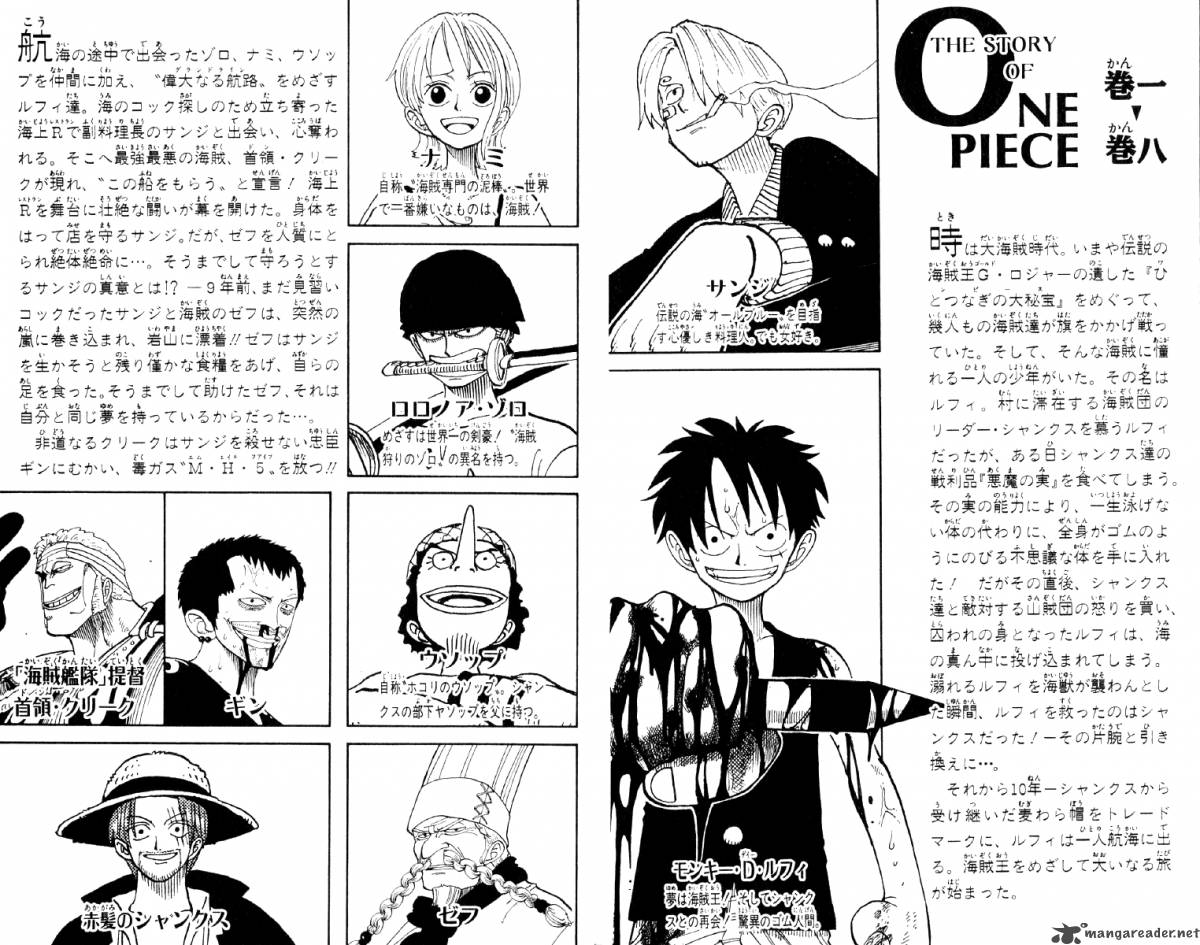 THE STORY
OF
ONE
PIECE
巻一
▼
巻八
時は大海賊時代。いまや伝説の
海賊王G・ロジャーの遺した『ひ
とつなぎの大秘宝』をめぐって、
幾人もの海賊達が旗をかかげ戦っ
ていた。そして、そんな海賊に憧
れる一人の少年がいた。その名は
ルフィ。村に滞在する海賊団の
リーダー・シャンクスを慕うルフィ
だったが、ある日シャンクス達の
戦利品『悪魔の実』を食べてしまう。
その実の能力により、一生泳げな
い体の代わりに、全身がゴムのよ
うにのびる不思議な体を手に入れ
た！　だがその直後、シャンクス
達と敵対する山賊団の怒りを買い、
囚われの身となったルフィは、海
の真ん中に投げ込まれてしまう。
溺れるルフィを海獣が襲わんとし
た瞬間、ルフィを救ったのはシャ
ンクスだった！ーその片腕と引き
換えに…。
それから10年ーシャンクスから
受け継いだ麦わら帽をトレード
マークに、ルフィは一人航海に出
る。海賊王をめざして大いなる旅
が始まった。
サンジ
伝説の海〝オールブルー〟を目指
す心優しき料理人。でも女好き。
モンキー・D・ルフィ
夢は海賊王！そしてシャンク
スとの再会！驚異のゴム人間。
ナミ
自称〝海賊専門の泥棒〟。世界
で一番嫌いなものは、海賊！
ロロノア・ゾロ
めざすは世界一の剣豪！〝海賊
狩りのゾロ〟の異名を持つ。
ウソップ
自称〝ホコリのウソップ〟。シャン
クスの部下ヤソップを父に持つ。
ゼフ
航海の途中で出会ったゾロ、ナミ、ウソッ
プを仲間に加え、〝偉大なる航路〟をめざす
ルフィ達。海のコック探しのため立ち寄った
海上Rで副料理長のサンジと出会い、心奪わ
れる。そこへ最強最悪の海賊、首領・クリー
クが現れ、〝この船をもらう〟と宣言！ 海上
Rを舞台に壮絶な闘いが幕を開けた。身体を
はって店を守るサンジ。だが、ゼフを人質にと
られ絶体絶命に…。そうまでして守ろうとす
るサンジの真意とは!? ー9年前、まだ見習い
コックだったサンジと海賊のゼフは、突然の
嵐に巻き込まれ、岩山に漂着!! ゼフはサンジ
を生かそうと残り僅かな食糧をあげ、自らの
足を食った。そうまでして助けたゼフ、それは
自分と同じ夢を持っているからだった…。
非道なるクリークはサンジを殺せない忠臣
ギンにむかい、毒ガス〝M・H・5〟を放つ!!
「海賊艦隊」提督
首領・クリーク
ギン
赤髪のシャンクス
mangareader.net